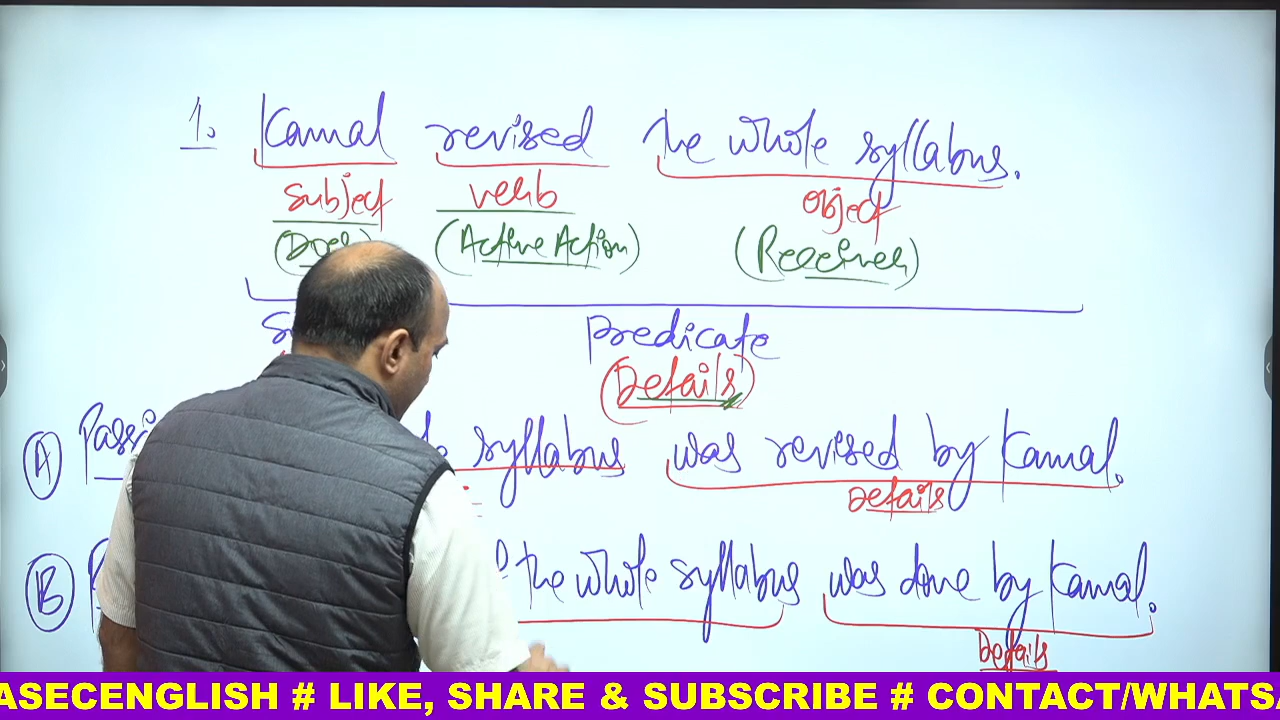 1. Kamal revised the whole syllabus.
Subject verb object
(Active Action) (Receiver)
Predicate
(Details)
A syllabus was revised by Kamal.
Details
B the whole syllabus was done by Kamal.
Details
ASECENGLISH # LIKE, SHARE & SUBSCRIBE # CONTACT/WHATS